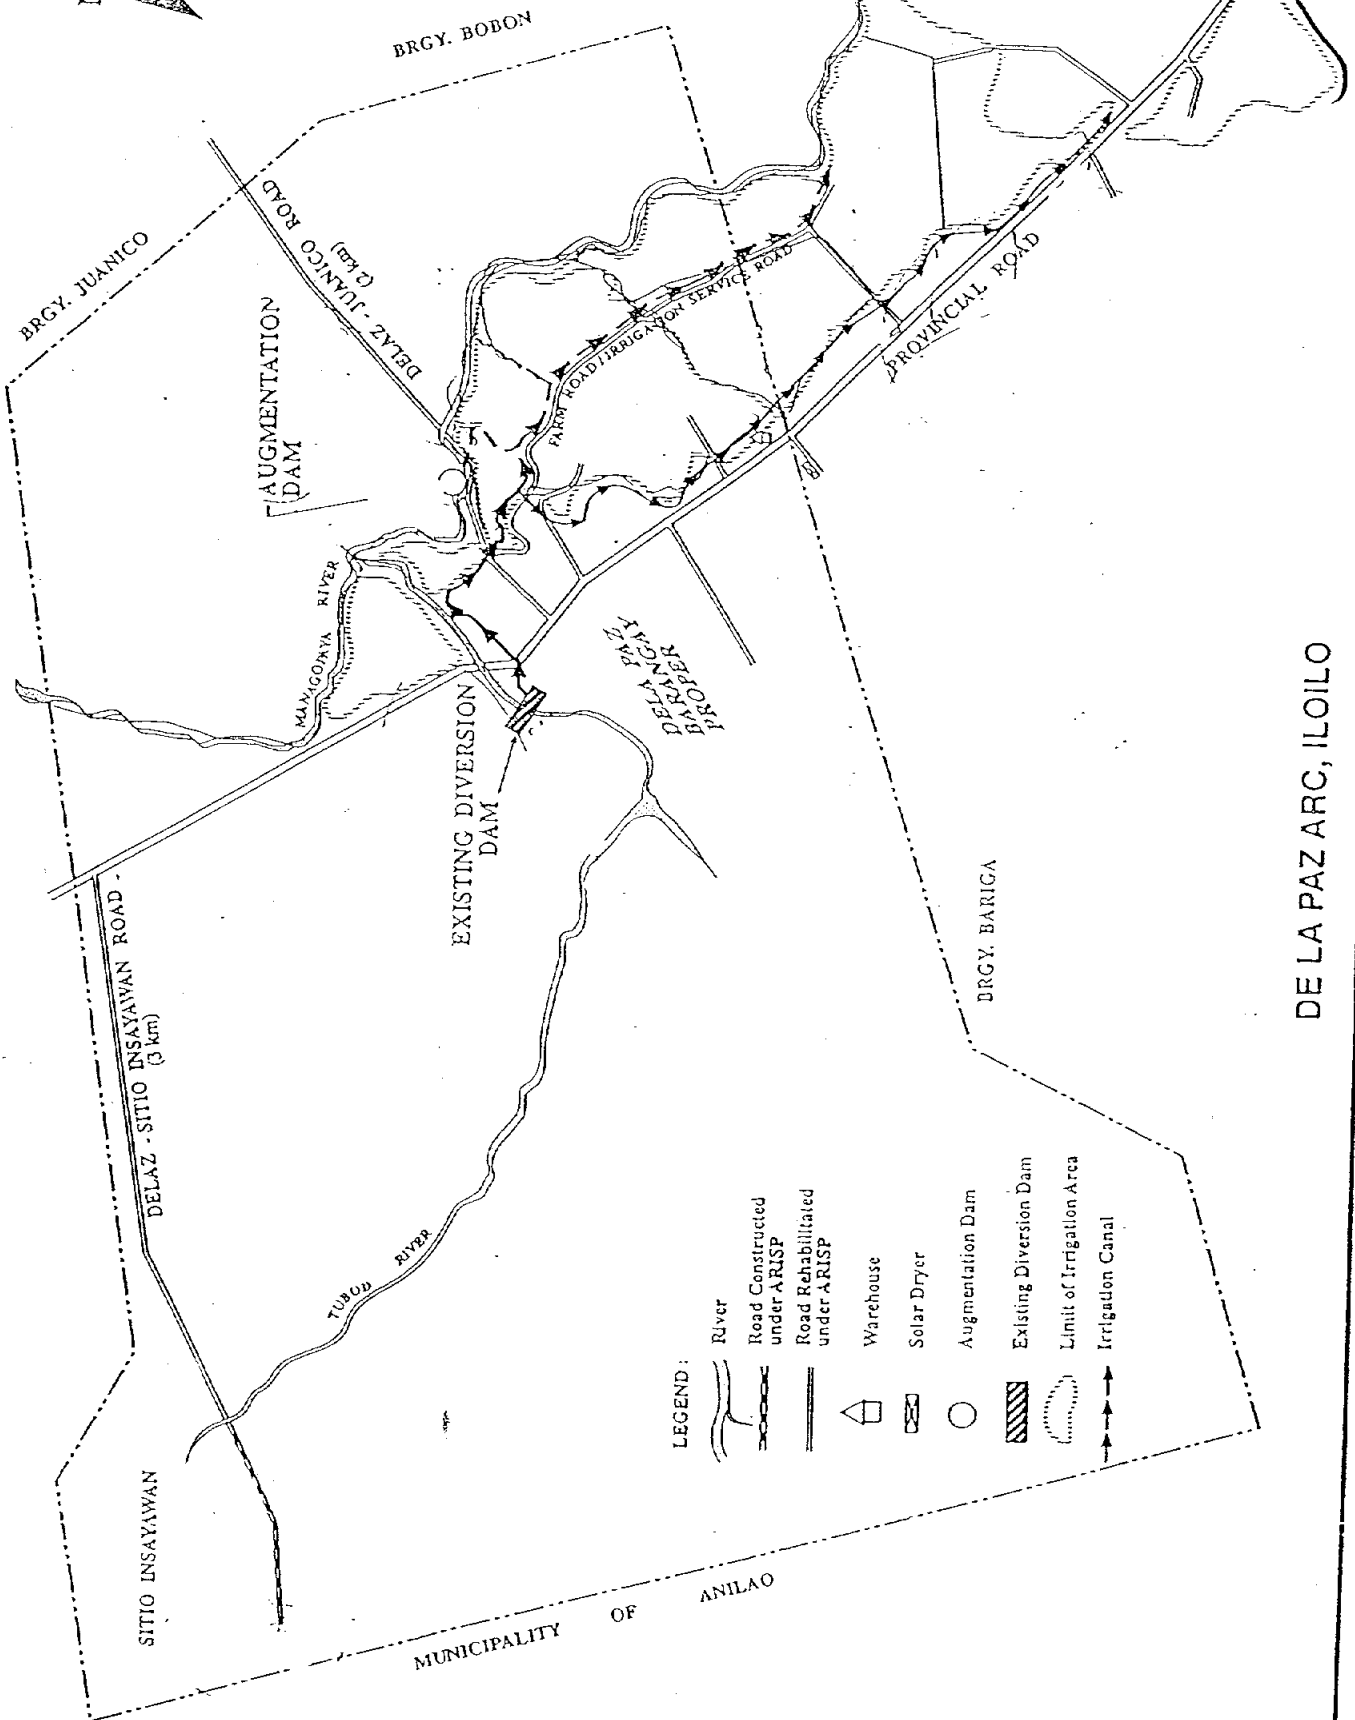 BRGY. BOBON
BRGY. JUANICO
DELAZ - JUANICO ROAD
(2 km)
AUGMENTATION
DAM
MANAGOPAYA RIVER
FARM ROAD/IRRIGATION SERVICE ROAD
PROVINCIAL ROAD
DELA PAZ
BARANGAY
PROPER
EXISTING DIVERSION
DAM
DELAZ - SITIO INSAYAWAN ROAD -
(3 km)
BRGY. BARIGA
TUBOD RIVER
SITIO INSAYAWAN
MUNICIPALITY OF ANILAO
LEGEND:
River
Road Constructed
under ARISP
Road Rehabilitated
under ARISP
Warehouse
Solar Dryer
Augmentation Dam
Existing Diversion Dam
Limit of Irrigation Area
Irrigation Canal
DE LA PAZ ARC, ILOILO